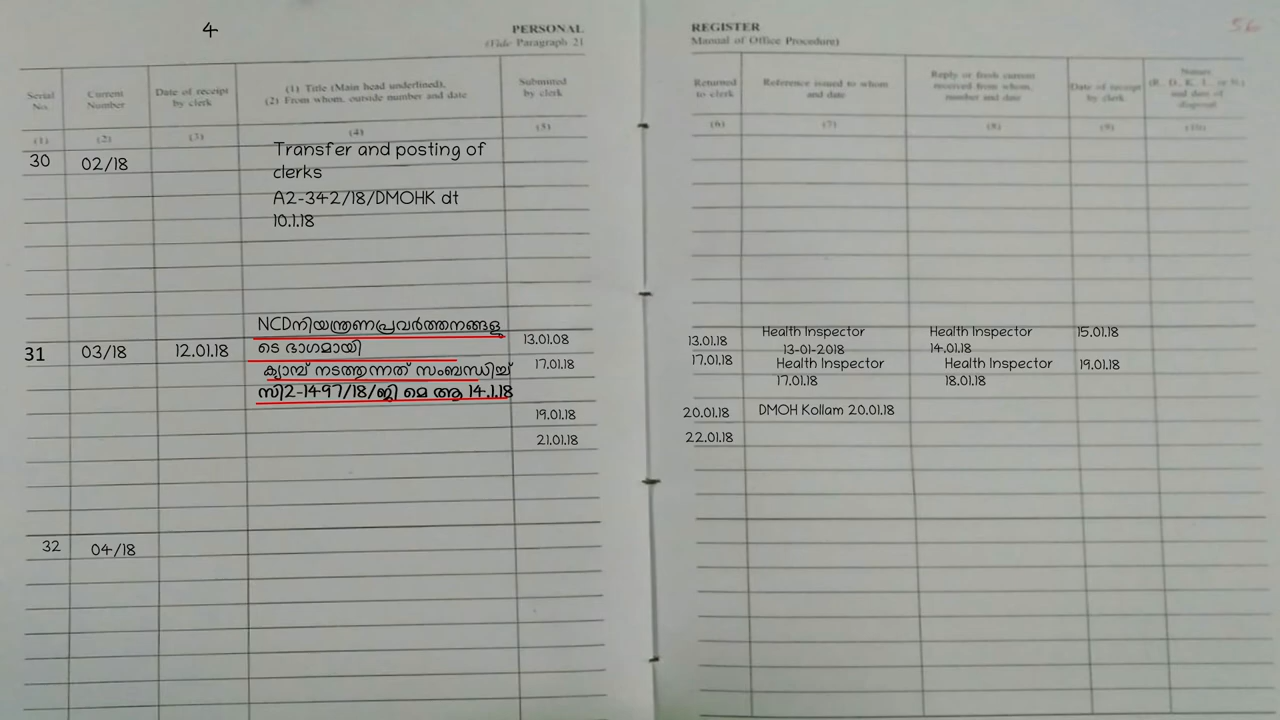 4
PERSONAL
(Vide Paragraph 21
Serial No.
Current Number
Date of receipt by clerk
(1) Title (Main head underlined),
(2) From whom, outside number and date
Submitted by clerk
(1) (2) (3) (4) (5)
30 02/18 Transfer and posting of
clerks
A2-342/18/DMOHK dt
10.1.18
NCDനിയന്ത്രണപ്രവർത്തനങ്ങളു
31 03/18 12.01.18 ടെ ഭാഗമായി 13.01.08
ക്യാമ്പ് നടത്തുന്നത് സംബന്ധിച്ച് 17.01.18
സി2-1497/18/ജി മെ ആ 14.1.18
19.01.18
21.01.18
32 04/18
REGISTER
Manual of Office Procedure)
56
Returned to clerk
Reference issued to whom and date
Reply or fresh current received from whom, number and date
Date of receipt by clerk
Nature (R. D. K. L. or N.) and date of disposal
(6) (7) (8) (9) (10)
13.01.18 Health Inspector Health Inspector 15.01.18
13-01-2018 14.01.18
17.01.18 Health Inspector Health Inspector 19.01.18
17.01.18 18.01.18
20.01.18 DMOH Kollam 20.01.18
22.01.18